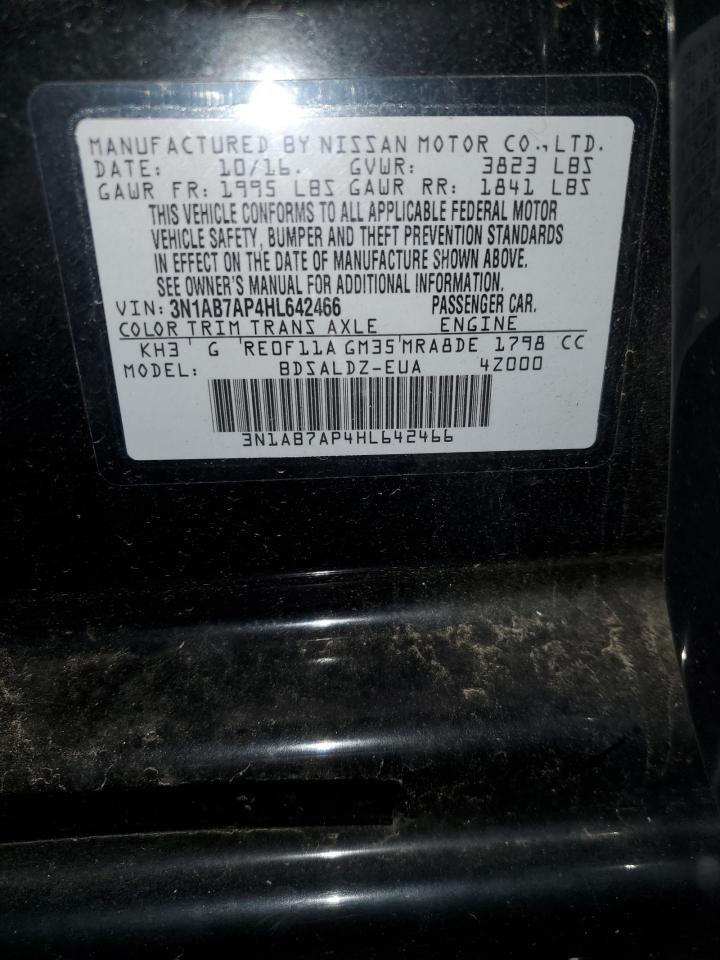 MANUFACTURED BY NISSAN MOTOR CO., LTD.
DATE: 10/16. GVWR: 3823 LBS
GAWR FR: 1995 LBS GAWR RR: 1841 LBS
THIS VEHICLE CONFORMS TO ALL APPLICABLE FEDERAL MOTOR
VEHICLE SAFETY, BUMPER AND THEFT PREVENTION STANDARDS
IN EFFECT ON THE DATE OF MANUFACTURE SHOWN ABOVE.
SEE OWNER'S MANUAL FOR ADDITIONAL INFORMATION.
VIN: 3N1AB7AP4HL642466 PASSENGER CAR.
COLOR TRIM TRANS AXLE ENGINE
KH3 G RE0F11A GM35 MRA8DE 1798 CC
MODEL: BDSALDZ-EUA 4Z000
3N1AB7AP4HL642466